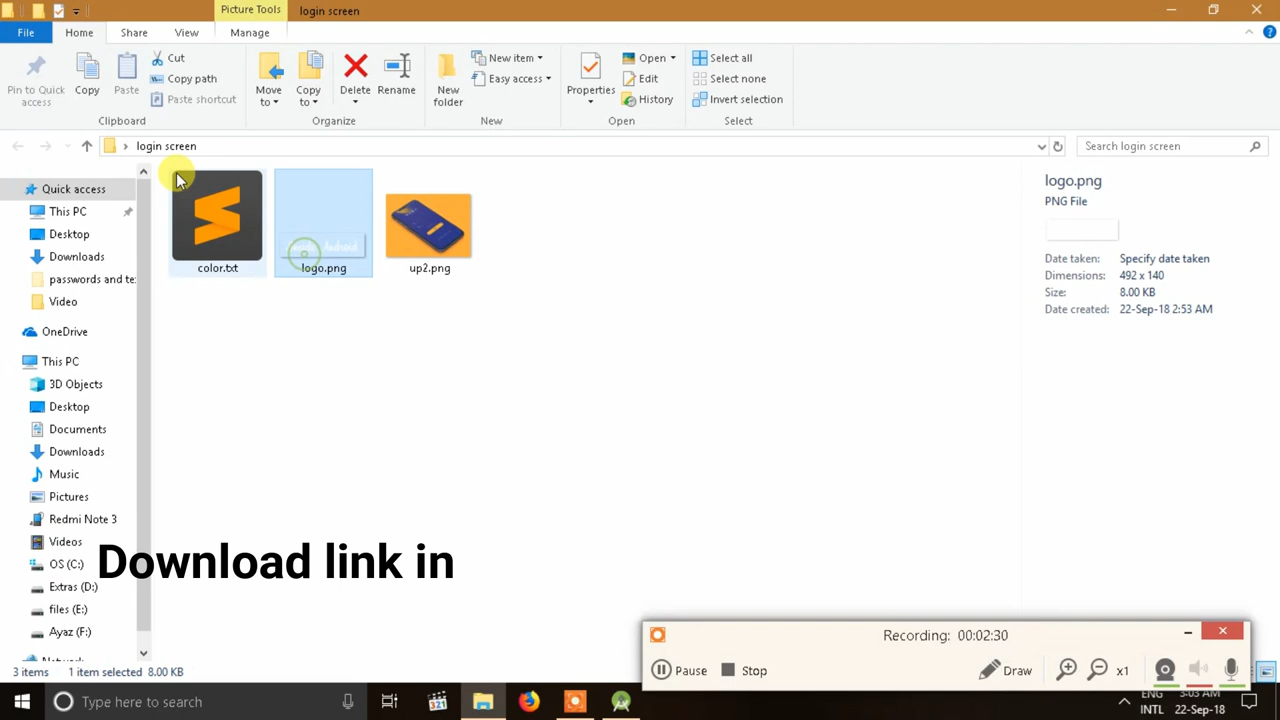 Picture Tools
login screen
File
Home
Share
View
Manage
Pin to Quick access
Copy
Paste
Cut
Copy path
Paste shortcut
Clipboard
Move to
Copy to
Delete
Rename
Organize
New folder
New item
Easy access
New
Properties
Open
Edit
History
Open
Select all
Select none
Invert selection
Select
login screen
Search login screen
Quick access
This PC
Desktop
Downloads
passwords and te
Video
OneDrive
This PC
3D Objects
Desktop
Documents
Downloads
Music
Pictures
Redmi Note 3
Videos
OS (C:)
Extras (D:)
files (E:)
Ayaz (F:)
Network
color.txt
logo.png
up2.png
logo.png
PNG File
Date taken: Specify date taken
Dimensions: 492 x 140
Size: 8.00 KB
Date created: 22-Sep-18 2:53 AM
Download link in
3 items
1 item selected 8.00 KB
Recording: 00:02:30
Pause
Stop
Draw
x1
Type here to search
321
ENG
INTL
3:03 AM
22-Sep-18